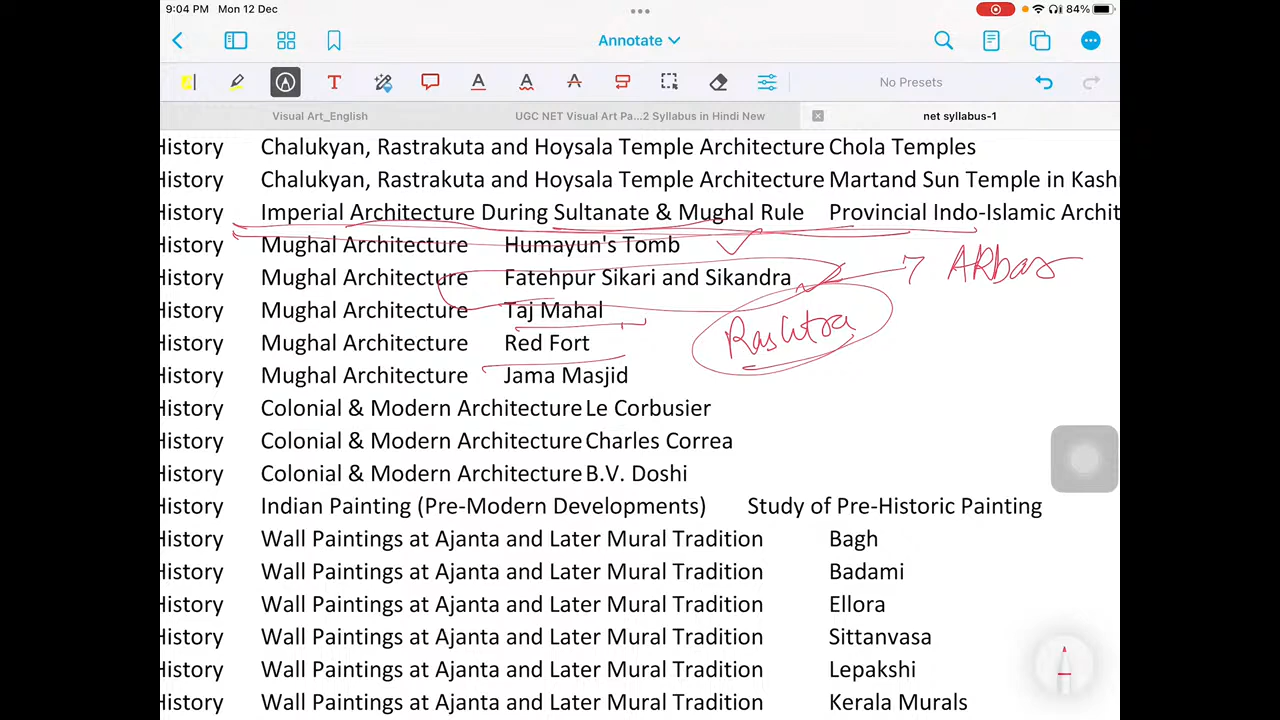 9:04 PM Mon 12 Dec
84%
Annotate
T
A A A
No Presets
Visual Art_English
UGC NET Visual Art Pa...2 Syllabus in Hindi New
net syllabus-1
History Chalukyan, Rastrakuta and Hoysala Temple Architecture Chola Temples
History Chalukyan, Rastrakuta and Hoysala Temple Architecture Martand Sun Temple in Kashi
History Imperial Architecture During Sultanate & Mughal Rule Provincial Indo-Islamic Archit
History Mughal Architecture Humayun's Tomb
History Mughal Architecture Fatehpur Sikari and Sikandra
AKbar
History Mughal Architecture Taj Mahal
Rashtra
History Mughal Architecture Red Fort
History Mughal Architecture Jama Masjid
History Colonial & Modern Architecture Le Corbusier
History Colonial & Modern Architecture Charles Correa
History Colonial & Modern Architecture B.V. Doshi
History Indian Painting (Pre-Modern Developments) Study of Pre-Historic Painting
History Wall Paintings at Ajanta and Later Mural Tradition Bagh
History Wall Paintings at Ajanta and Later Mural Tradition Badami
History Wall Paintings at Ajanta and Later Mural Tradition Ellora
History Wall Paintings at Ajanta and Later Mural Tradition Sittanvasa
History Wall Paintings at Ajanta and Later Mural Tradition Lepakshi
History Wall Paintings at Ajanta and Later Mural Tradition Kerala Murals